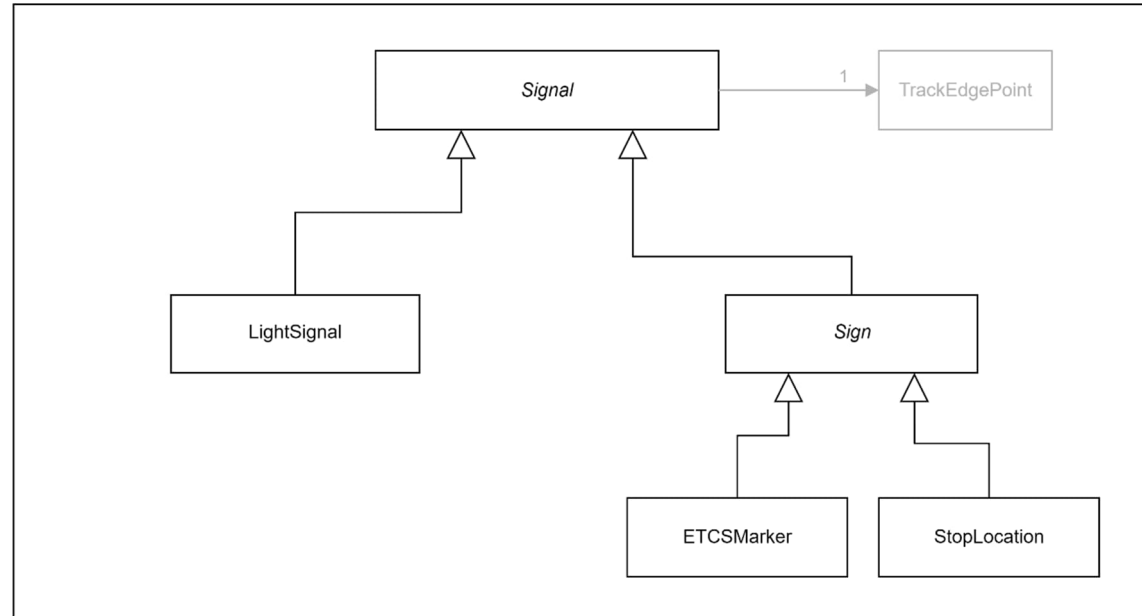 Signal
1
TrackEdgePoint
LightSignal
Sign
ETCSMarker
StopLocation